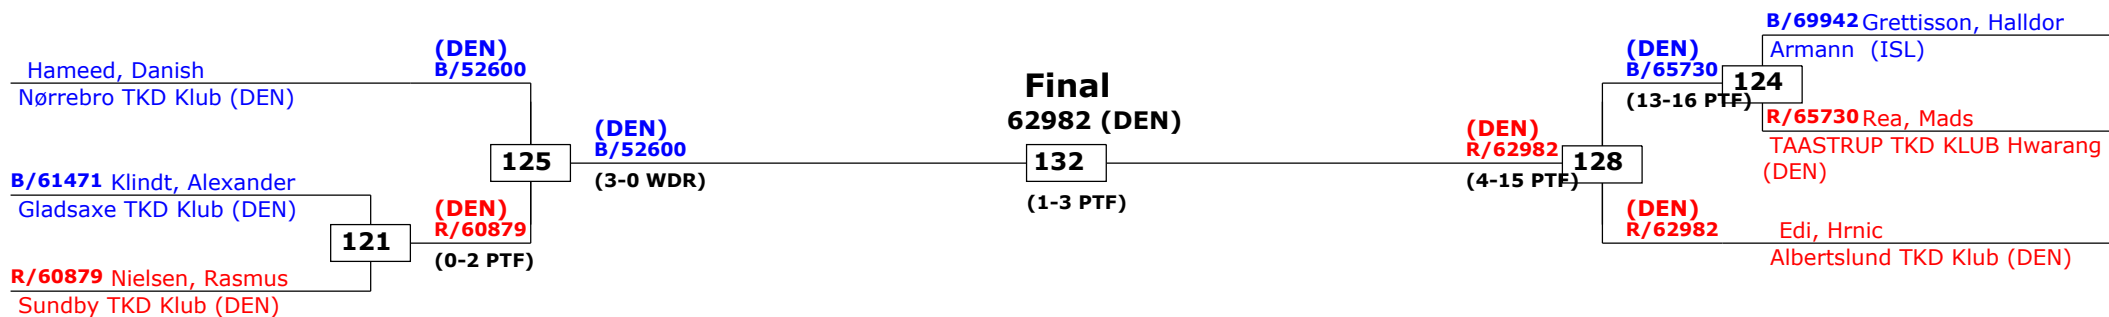 (DEN)
B/52600
Hameed, Danish
Nørrebro TKD Klub (DEN)
125
(DEN)
B/52600
(3-0 WDR)
B/61471 Klindt, Alexander
Gladsaxe TKD Klub (DEN)
121
(DEN)
R/60879
(0-2 PTF)
R/60879 Nielsen, Rasmus
Sundby TKD Klub (DEN)
Final
62982 (DEN)
132
(1-3 PTF)
(DEN)
R/62982
(4-15 PTF)
128
(DEN)
B/65730
(13-16 PTF)
124
B/69942 Grettisson, Halldor
Armann (ISL)
R/65730 Rea, Mads
TAASTRUP TKD KLUB Hwarang
(DEN)
(DEN)
R/62982
Edi, Hrnic
Albertslund TKD Klub (DEN)